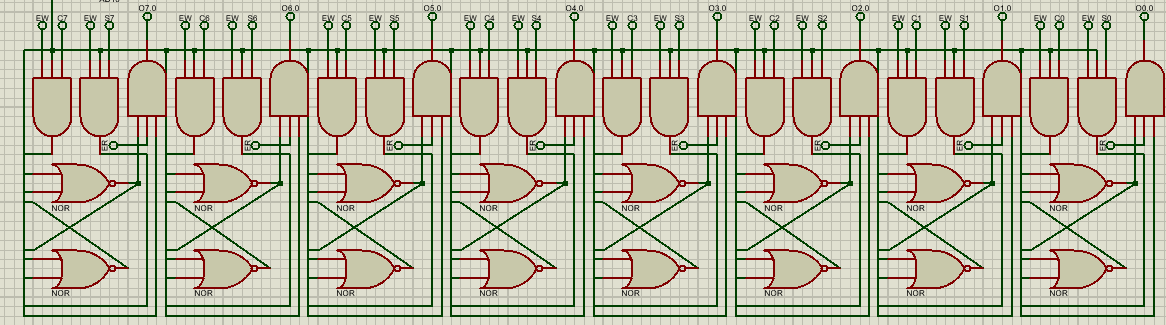 O7.0 O6.0 O5.0 O4.0 O3.0 O2.0 O1.0 O0.0
EW C7 EW S7 EW C6 EW S6 EW C5 EW S5 EW C4 EW S4 EW C3 EW S3 EW C2 EW S2 EW C1 EW S1 EW C0 EW S0
ER ER ER ER ER ER ER ER
NOR NOR NOR NOR NOR NOR NOR NOR
NOR NOR NOR NOR NOR NOR NOR NOR